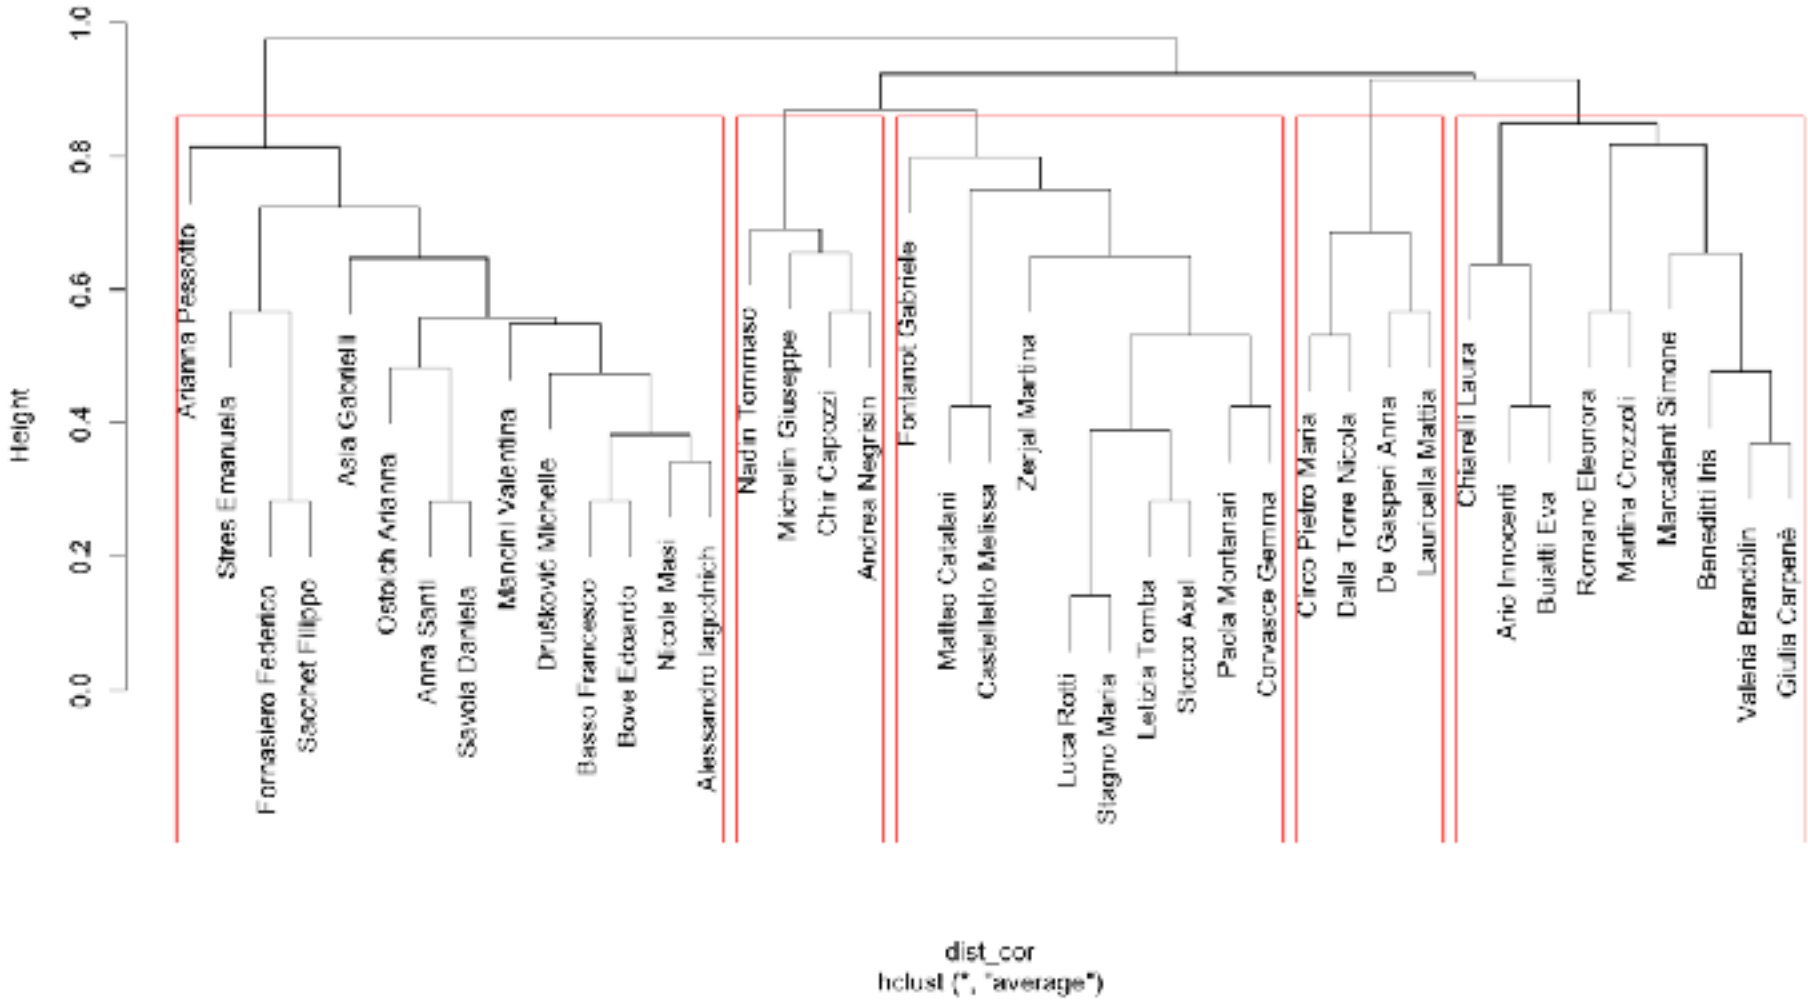 Height
1.0
0.8
0.6
0.4
0.2
0.0
Arianna Pessotto
Stres Emanuela
Fornasiero Federico
Sacchet Filippo
Asia Gabrielli
Ostoich Arianna
Anna Santi
Savoia Daniela
Mancini Valentina
Drušković Michelle
Basso Francesco
Bove Edoardo
Nicole Masi
Alessandro Iagodnich
Nadin Tommaso
Michelin Giuseppe
Chir Capozzi
Andrea Negrisin
Fontanot Gabriele
Matteo Catalani
Castelletto Melissa
Zerjal Martina
Luca Rotti
Stagno Maria
Letizia Tomba
Stocco Axel
Paola Montanari
Corvasce Gemma
Circo Pietro Maria
Dalla Torre Nicola
De Gasperi Anna
Lauricella Mattia
Chiarelli Laura
Ario Innocenti
Buiatti Eva
Romano Eleonora
Martina Crozzoli
Marcadent Simone
Beneditti Iris
Valeria Brandolin
Giulia Carpenè
dist_cor
hclust (*, "average")